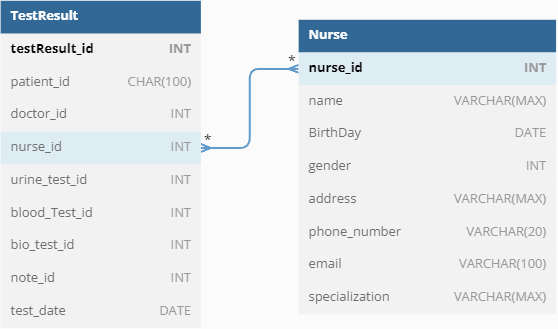 TestResult
testResult_id INT
patient_id CHAR(100)
doctor_id INT
nurse_id INT
urine_test_id INT
blood_Test_id INT
bio_test_id INT
note_id INT
test_date DATE
*
*
Nurse
nurse_id INT
name VARCHAR(MAX)
BirthDay DATE
gender INT
address VARCHAR(MAX)
phone_number VARCHAR(20)
email VARCHAR(100)
specialization VARCHAR(MAX)